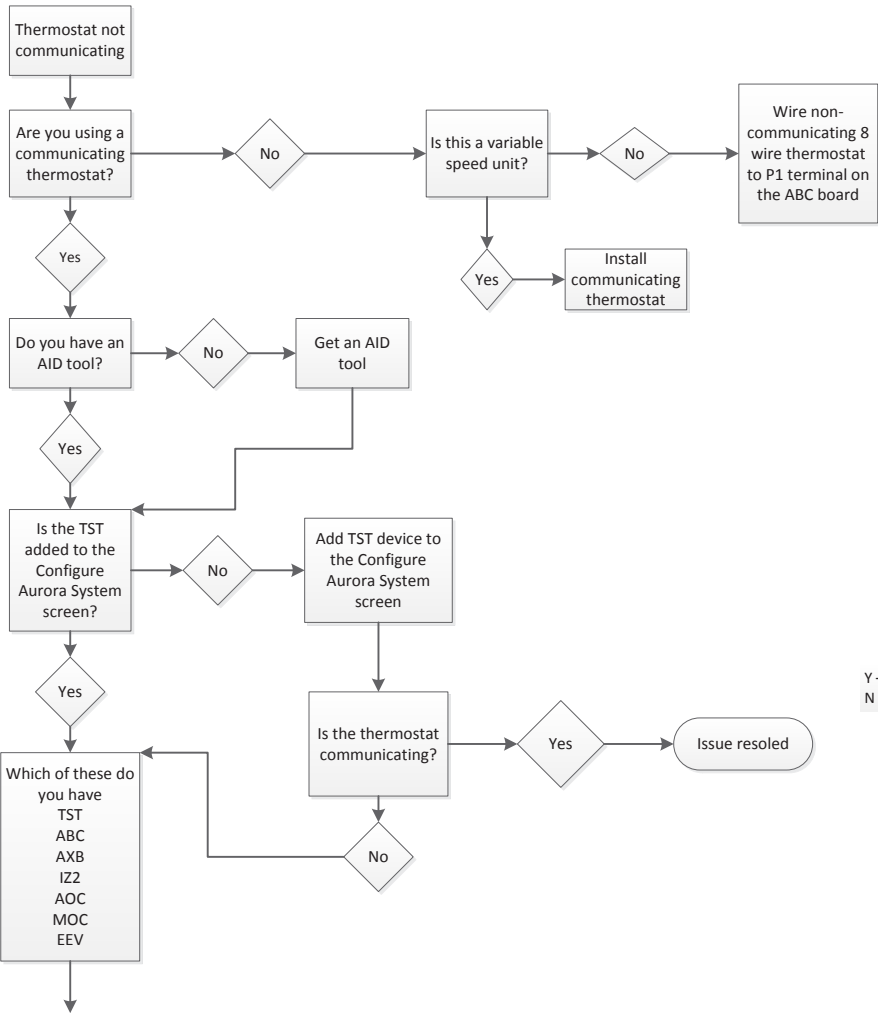 Thermostat not
communicating
Are you using a
communicating
thermostat?
No
Is this a variable
speed unit?
No
Wire non-
communicating 8
wire thermostat
to P1 terminal on
the ABC board
Yes
Yes
Install
communicating
thermostat
Do you have an
AID tool?
No
Get an AID
tool
Yes
Is the TST
added to the
Configure
Aurora System
screen?
No
Add TST device to
the Configure
Aurora System
screen
Yes
Is the thermostat
communicating?
Yes
Issue resoled
Y -
N
Which of these do
you have
TST
ABC
AXB
IZ2
AOC
MOC
EEV
No